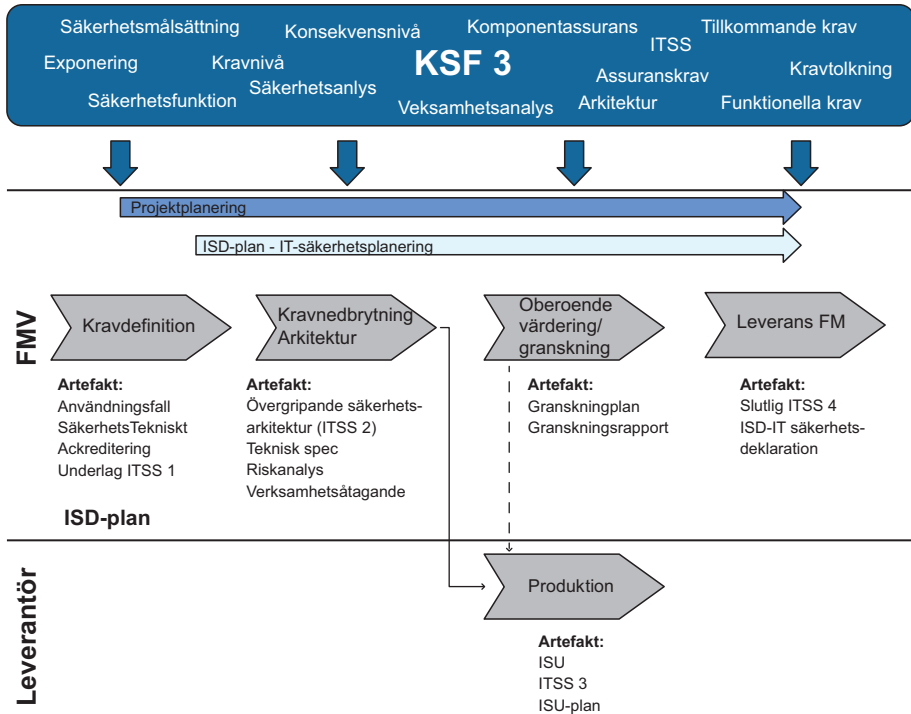 Säkerhetsmålsättning
Konsekvensnivå
Komponentassurans
Tillkommande krav
ITSS
Exponering
Kravnivå
KSF 3
Assuranskrav
Kravtolkning
Säkerhetsfunktion
Säkerhetsanlys
Veksamhetsanalys
Arkitektur
Funktionella krav
Projektplanering
ISD-plan - IT-säkerhetsplanering
FMV
Kravdefinition
Kravnedbrytning
Arkitektur
Oberoende
värdering/
granskning
Leverans FM
Artefakt:
Användningsfall
SäkerhetsTekniskt
Ackreditering
Underlag ITSS 1
Artefakt:
Övergripande säkerhets-
arkitektur (ITSS 2)
Teknisk spec
Riskanalys
Verksamhetsåtagande
Artefakt:
Granskningplan
Granskningsrapport
Artefakt:
Slutlig ITSS 4
ISD-IT säkerhets-
deklaration
ISD-plan
Leverantör
Produktion
Artefakt:
ISU
ITSS 3
ISU-plan